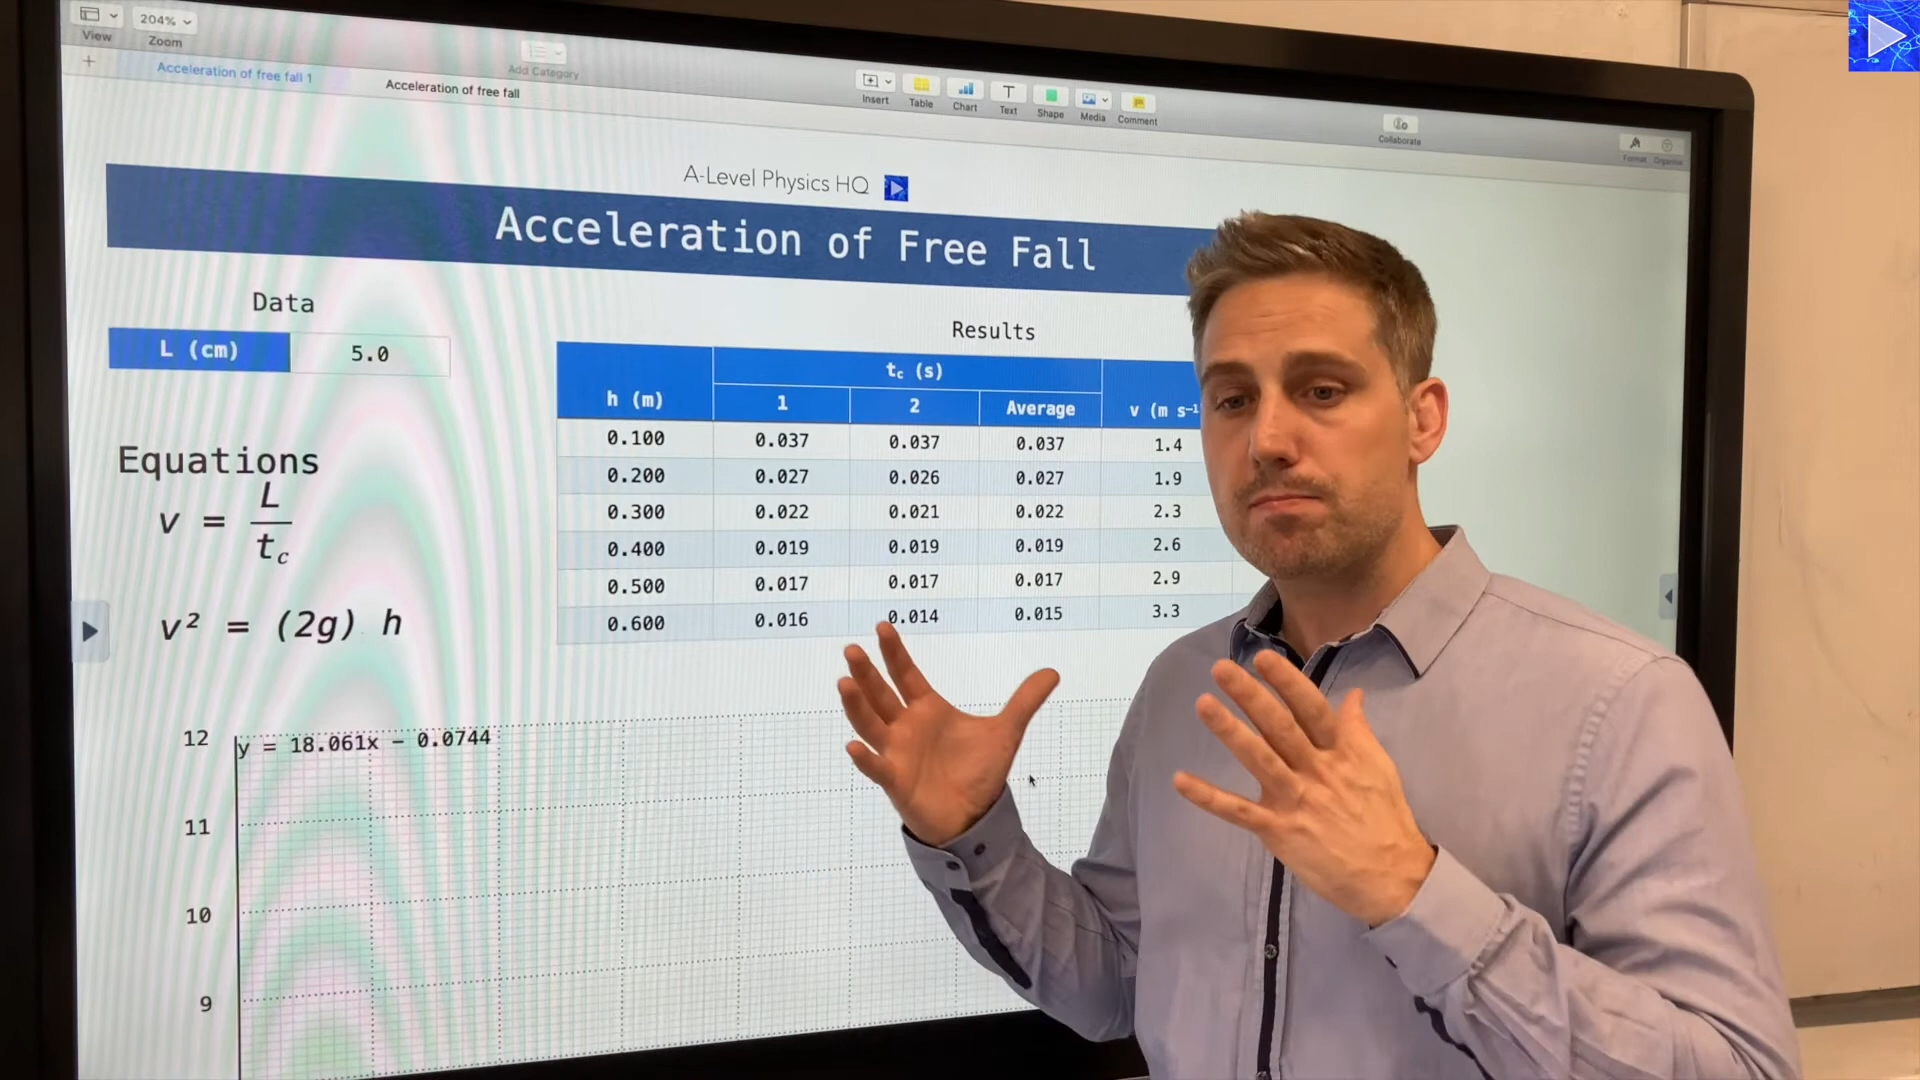 View
204%
Zoom
Add Category
Insert
Table
Chart
Text
Shape
Media
Comment
Collaborate
Format
Organise
Acceleration of free fall 1
Acceleration of free fall
A-Level Physics HQ
Acceleration of Free Fall
Data
L (cm) 5.0
Equations
v = L / t_c
v² = (2g) h
Results
h (m) t_c (s) v (m s⁻¹
1 2 Average
0.100 0.037 0.037 0.037 1.4
0.200 0.027 0.026 0.027 1.9
0.300 0.022 0.021 0.022 2.3
0.400 0.019 0.019 0.019 2.6
0.500 0.017 0.017 0.017 2.9
0.600 0.016 0.014 0.015 3.3
y = 18.061x − 0.0744
12
11
10
9